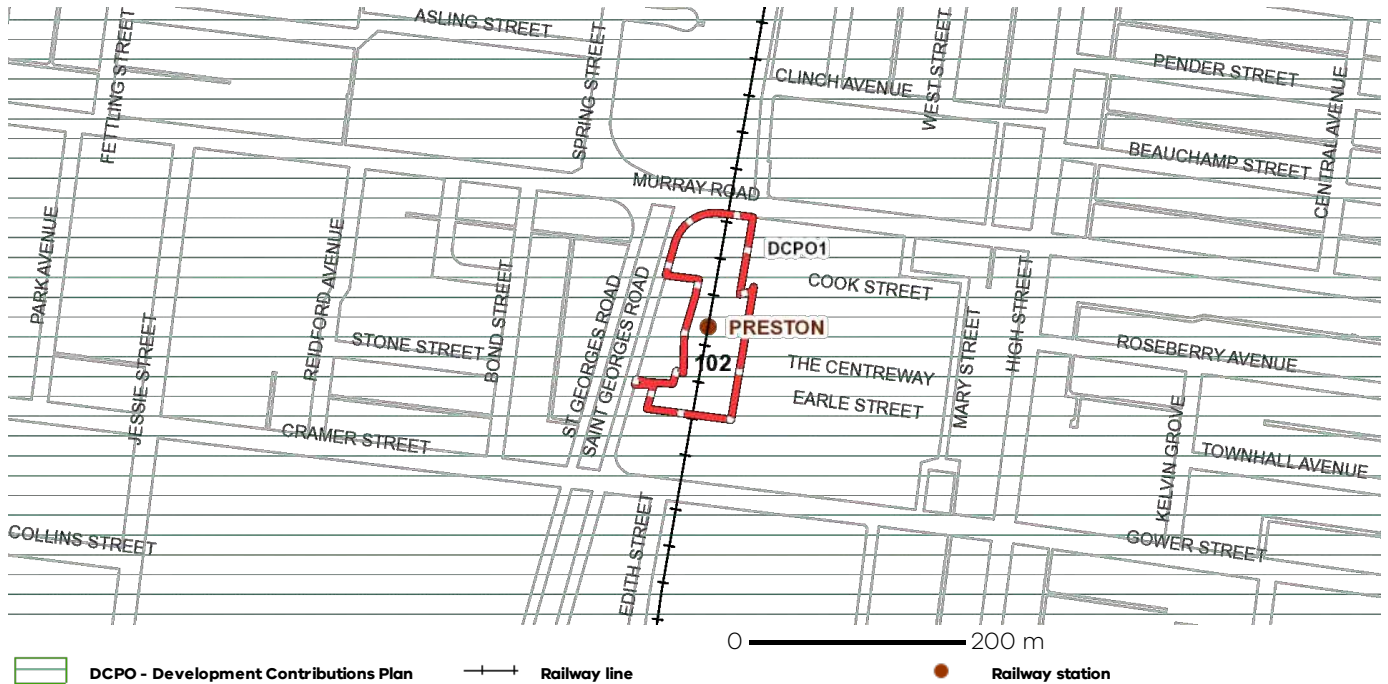 ASLING STREET
SPRING STREET
FETTLING STREET
CLINCH AVENUE
WEST STREET
PENDER STREET
CENTRAL AVENUE
BEAUCHAMP STREET
MURRAY ROAD
PARK AVENUE
REIDFORD AVENUE
DCPO1
COOK STREET
HIGH STREET
ST GEORGES ROAD
SAINT GEORGES ROAD
BOND STREET
STONE STREET
PRESTON
102
JESSIE STREET
THE CENTREWAY
EARLE STREET
MARY STREET
ROSEBERRY AVENUE
CRAMER STREET
KELVIN GROVE
TOWNHALL AVENUE
COLLINS STREET
EDITH STREET
GOWER STREET
0 200 m
DCPO - Development Contributions Plan Railway line Railway station